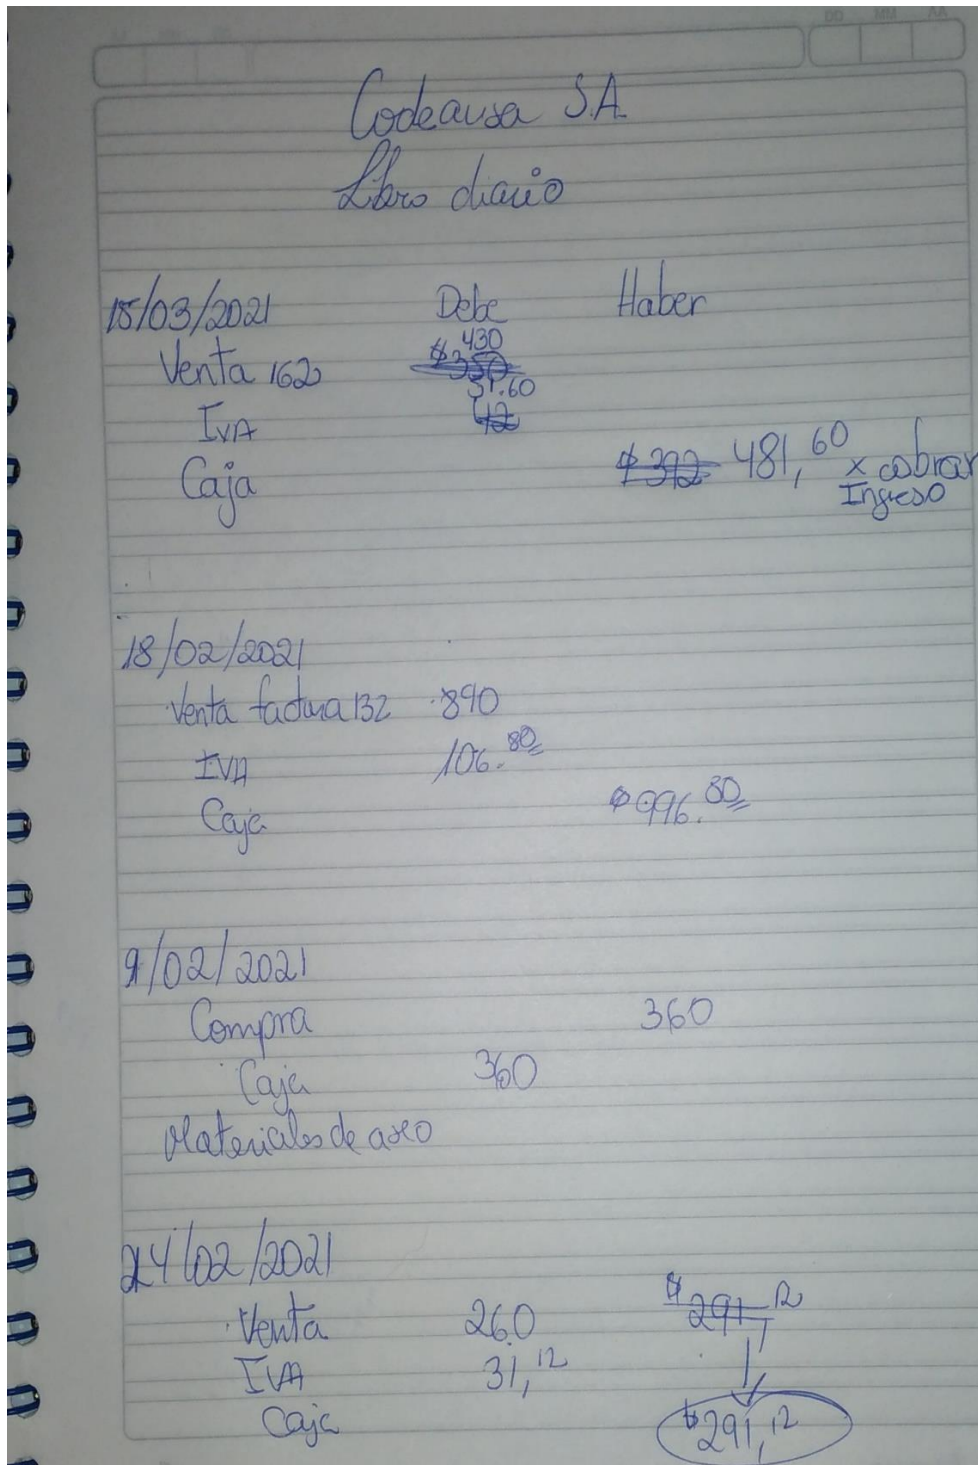 DD MM AA
Codeausa S.A.
Libro diario
15/03/2021 Debe Haber
430
Venta 162 $350
51.60
IVA 42
Caja $392 481,60 x cobrar
Ingreso
18/02/2021
Venta factura 132 890
IVA 106.80
Caja $996.80
9/02/2021
Compra 360
Caja 360
Materiales de aseo
24/02/2021
Venta 260 $291,12
IVA 31,12
Caja $291,12